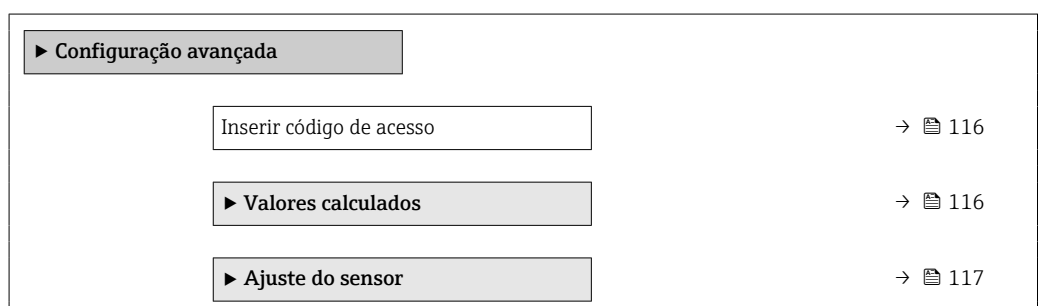 ▶ Configuração avançada
Inserir código de acesso → 116
▶ Valores calculados → 116
▶ Ajuste do sensor → 117